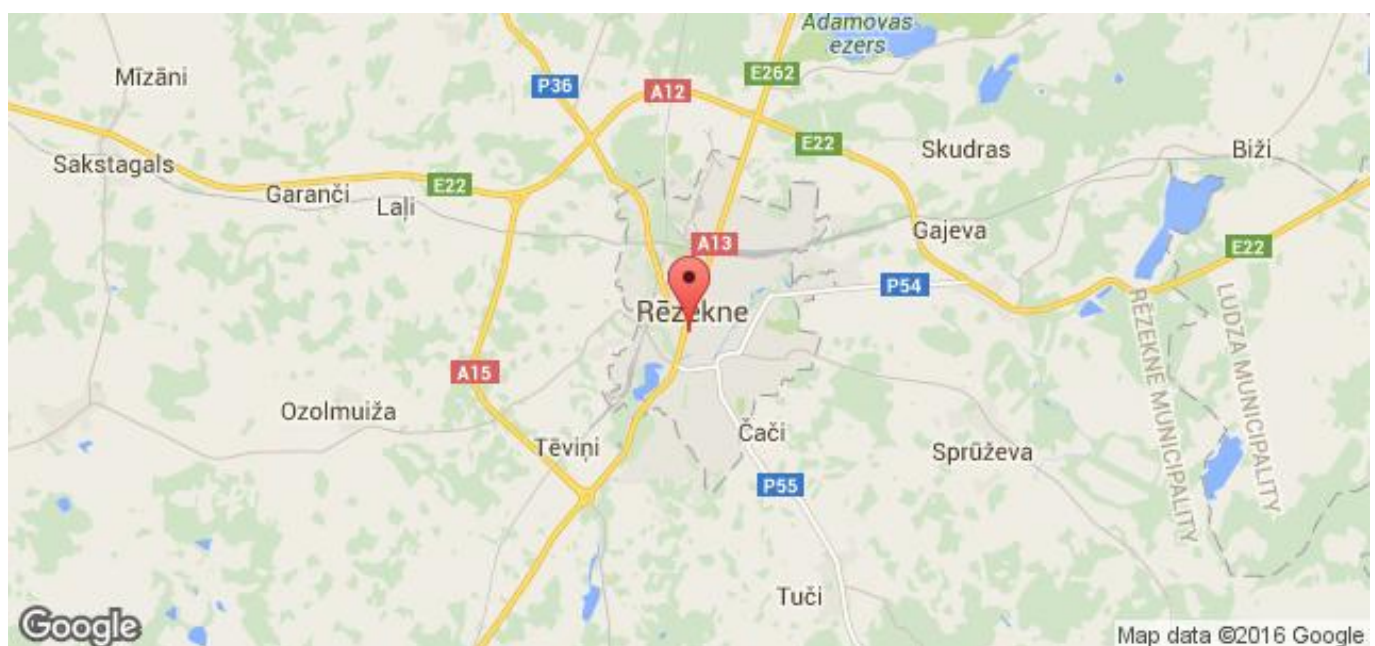 Adamovas
ezers
Mīzāni
P36
A12
E262
Sakstagals
Garanči
Laļi
E22
E22
Skudras
Biži
Gajeva
E22
A13
P54
Rēzekne
A15
Ozolmuiža
Tēviņi
Čači
Sprūževa
P55
RĒZEKNE MUNICIPALITY
LUDZA MUNICIPALITY
Tuči
Google
Map data ©2016 Google